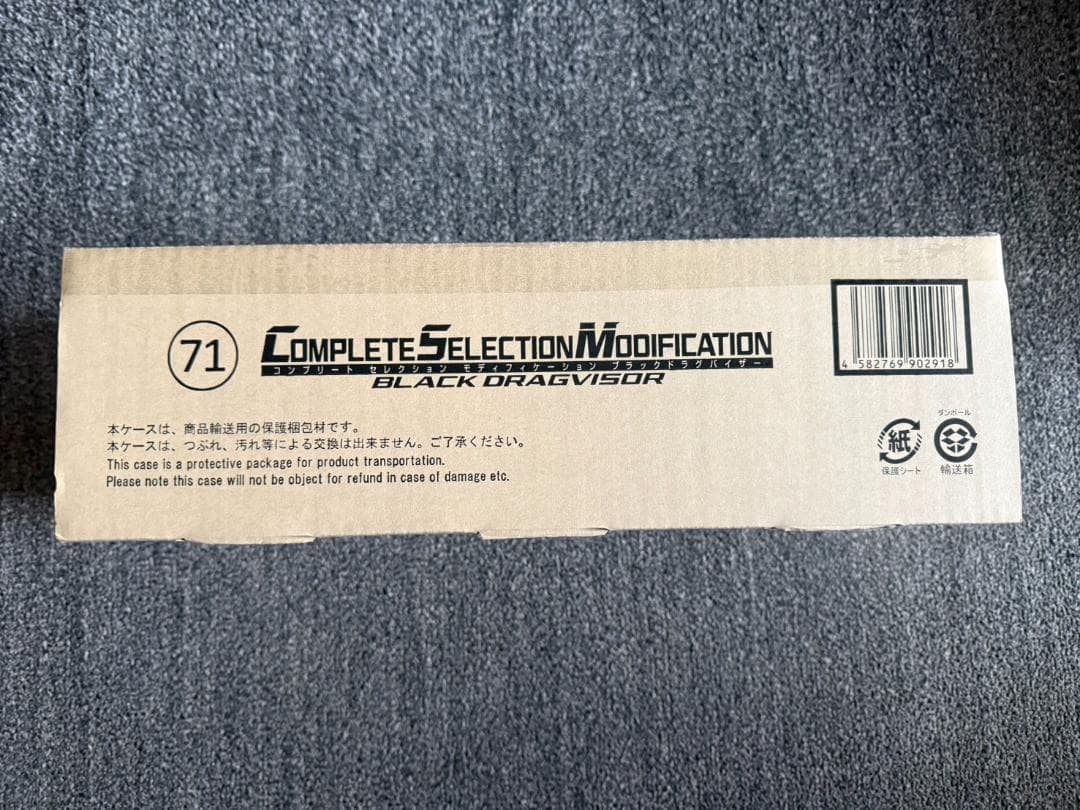 71
COMPLETE SELECTION MODIFICATION
コンプリート セレクション モディフィケーション ブラックドラグバイザー
BLACK DRAGVISOR
4 582769 902918
本ケースは、商品輸送用の保護梱包材です。
本ケースは、つぶれ、汚れ等による交換は出来ません。ご了承ください。
This case is a protective package for product transportation.
Please note this case will not be object for refund in case of damage etc.
紙
保護シート
ダンボール
輸送箱